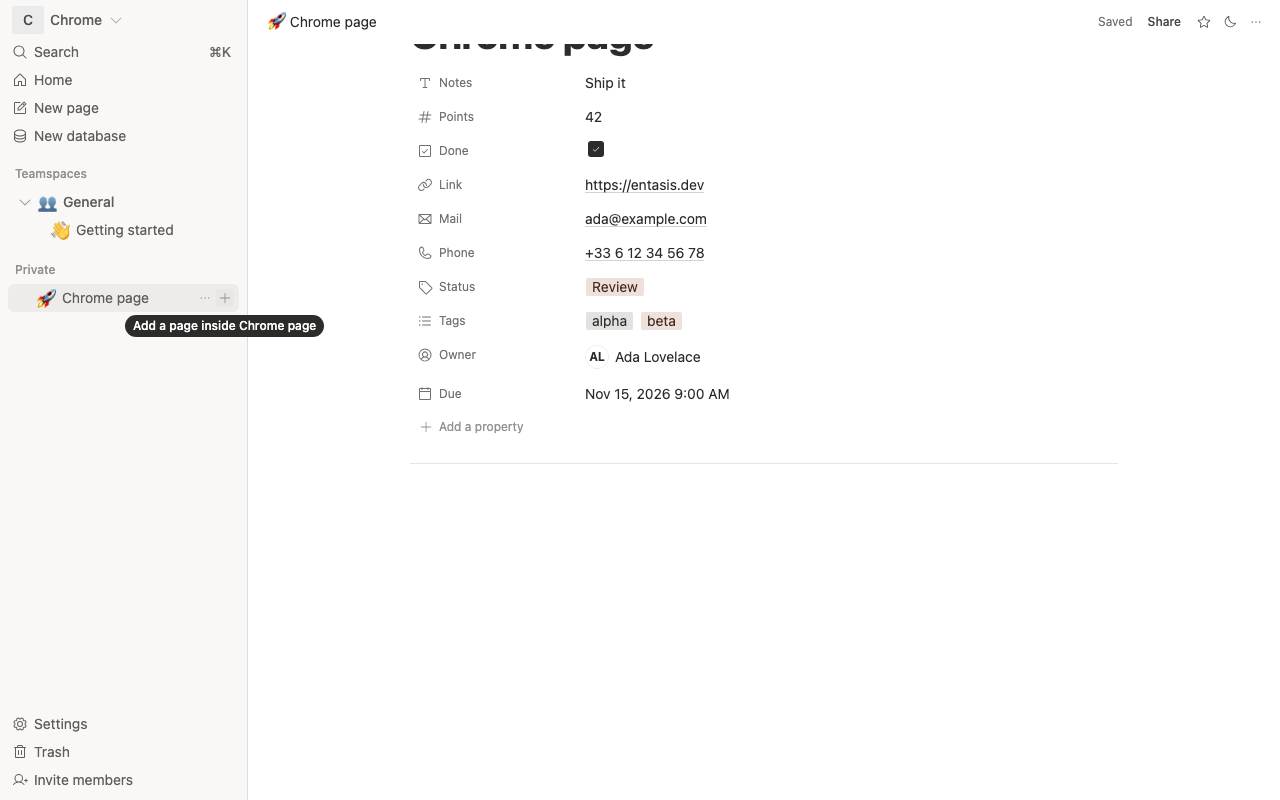 C Chrome
Search ⌘K
Home
New page
New database
Teamspaces
General
Getting started
Private
Chrome page
Add a page inside Chrome page
Settings
Trash
Invite members
Chrome page
Saved Share
Chrome page
Notes Ship it
Points 42
Done
Link https://entasis.dev
Mail ada@example.com
Phone +33 6 12 34 56 78
Status Review
Tags alpha beta
Owner AL Ada Lovelace
Due Nov 15, 2026 9:00 AM
Add a property